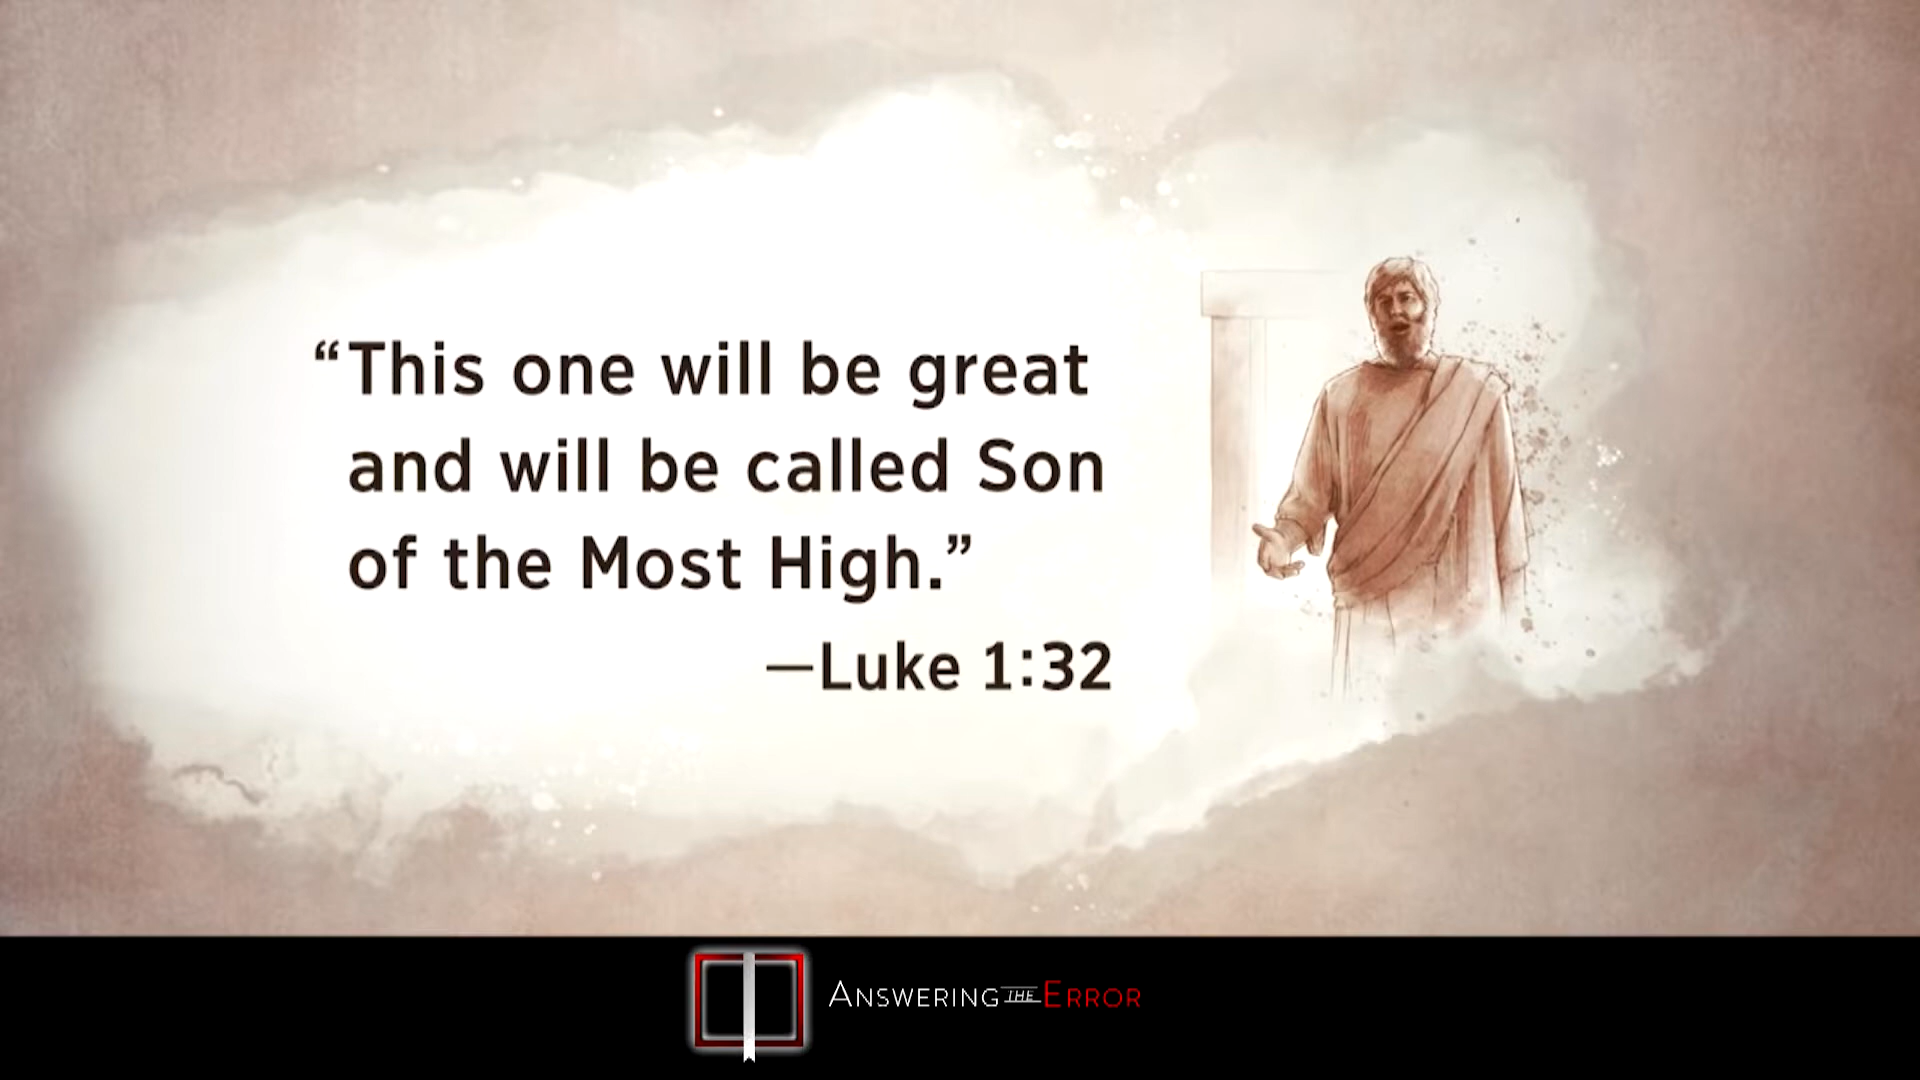 “This one will be great
and will be called Son
of the Most High.”
—Luke 1:32
ANSWERING THE ERROR